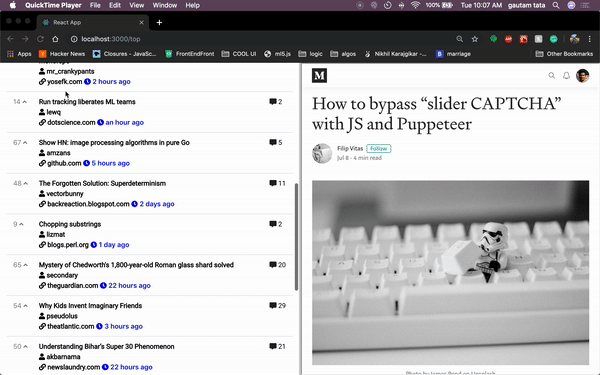 QuickTime Player File Edit View Window Help 100% Tue 10:07 AM gautam tata
React App
localhost:3000/top
Apps Hacker News Closures - JavaSc... FrontEndFront COOL UI ml5.js logic algos Nikhil Karajgikar -... marriage Other Bookmarks
mr_crankypants
yosefk.com 2 hours ago
14 Run tracking liberates ML teams 2
lewq
dotscience.com an hour ago
67 Show HN: image processing algorithms in pure Go 5
amzans
github.com 5 hours ago
48 The Forgotten Solution: Superdeterminism 11
vectorbunny
backreaction.blogspot.com 2 days ago
9 Chopping substrings 2
lizmat
blogs.perl.org 1 day ago
65 Mystery of Chedworth's 1,800-year-old Roman glass shard solved 20
secondary
theguardian.com 22 hours ago
54 Why Kids Invent Imaginary Friends 29
pseudolus
theatlantic.com 3 hours ago
50 Understanding Bihar's Super 30 Phenomenon 21
akbarnama
newslaundry.com 22 hours ago
M
How to bypass “slider CAPTCHA”
with JS and Puppeteer
Filip Vitas Follow
Jul 8 · 4 min read